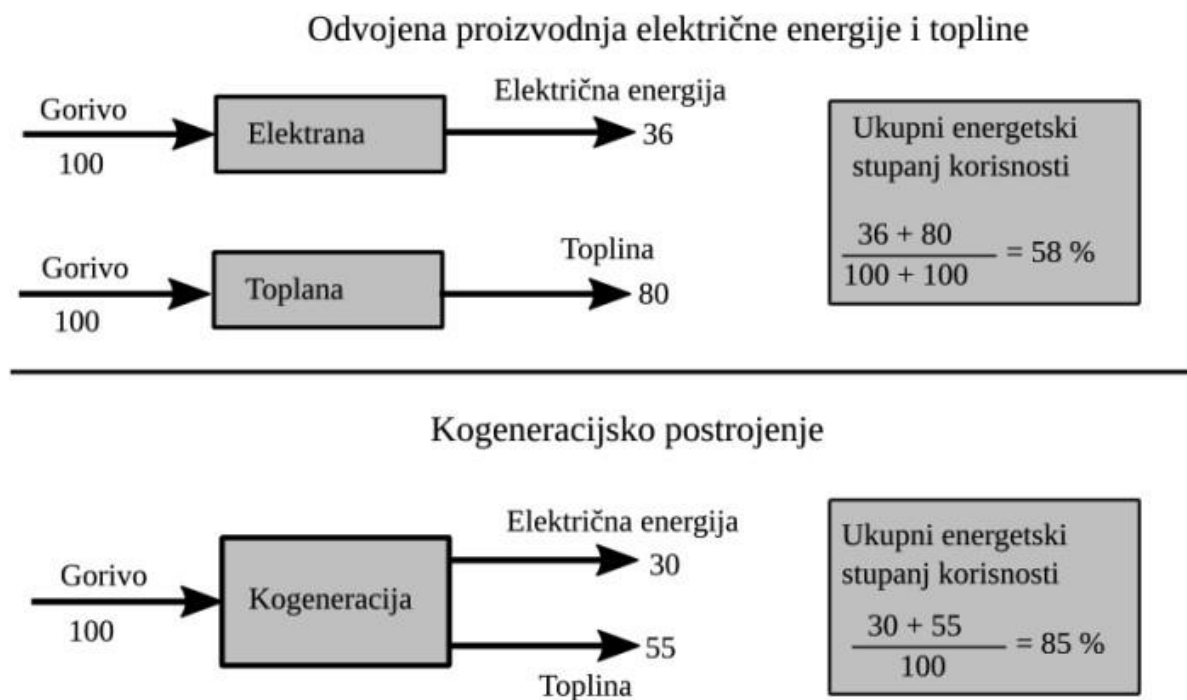 Odvojena proizvodnja električne energije i topline
Gorivo
100
Elektrana
Električna energija
36
Gorivo
100
Toplana
Toplina
80
Ukupni energetski
stupanj korisnosti
36 + 80
100 + 100
= 58 %
Kogeneracijsko postrojenje
Gorivo
100
Kogeneracija
Električna energija
30
55
Toplina
Ukupni energetski
stupanj korisnosti
30 + 55
100
= 85 %